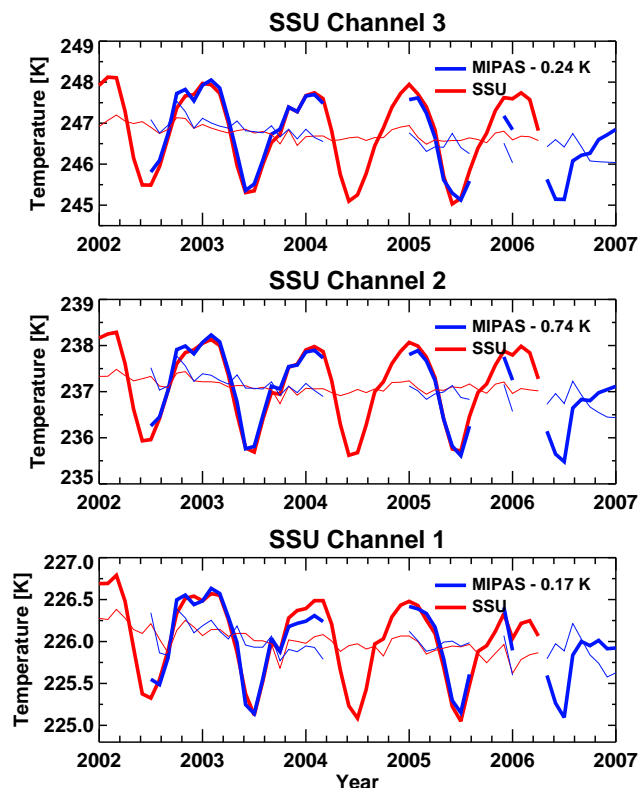 SSU Channel 3
Temperature [K]
249
248
247
246
245
MIPAS - 0.24 K
SSU
2002 2003 2004 2005 2006 2007
SSU Channel 2
Temperature [K]
239
238
237
236
235
MIPAS - 0.74 K
SSU
2002 2003 2004 2005 2006 2007
SSU Channel 1
Temperature [K]
227.0
226.5
226.0
225.5
225.0
MIPAS - 0.17 K
SSU
2002 2003 2004 2005 2006 2007
Year